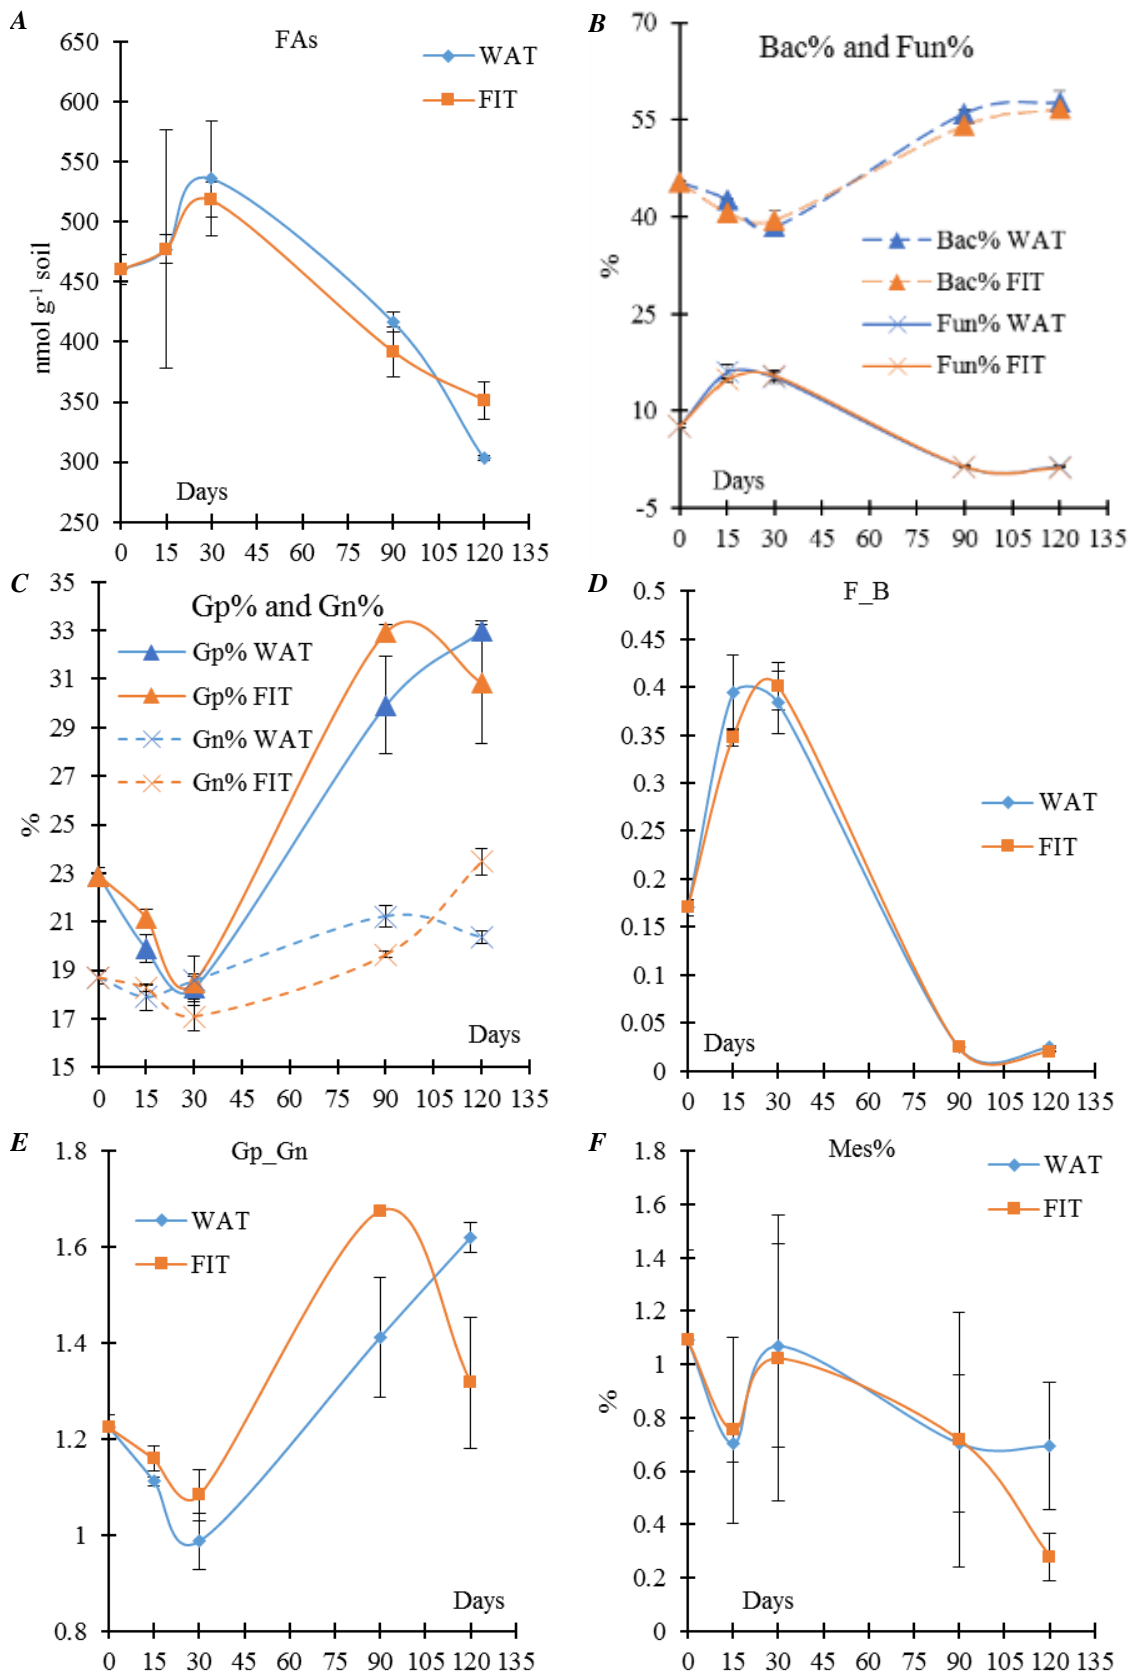 A
FAs
650
600
550
500
450
400
350
300
250
nmol g⁻¹ soil
WAT
FIT
Days
0 15 30 45 60 75 90 105 120 135
B
Bac% and Fun%
70
55
40
25
10
-5
%
Bac% WAT
Bac% FIT
Fun% WAT
Fun% FIT
Days
0 15 30 45 60 75 90 105 120 135
C
Gp% and Gn%
35
33
31
29
27
25
23
21
19
17
15
%
Gp% WAT
Gp% FIT
Gn% WAT
Gn% FIT
Days
0 15 30 45 60 75 90 105 120 135
D
F_B
0.5
0.45
0.4
0.35
0.3
0.25
0.2
0.15
0.1
0.05
0
WAT
FIT
Days
0 15 30 45 60 75 90 105 120 135
E
Gp_Gn
1.8
1.6
1.4
1.2
1
0.8
WAT
FIT
Days
0 15 30 45 60 75 90 105 120 135
F
Mes%
1.8
1.6
1.4
1.2
1
0.8
0.6
0.4
0.2
0
%
WAT
FIT
Days
0 15 30 45 60 75 90 105 120 135